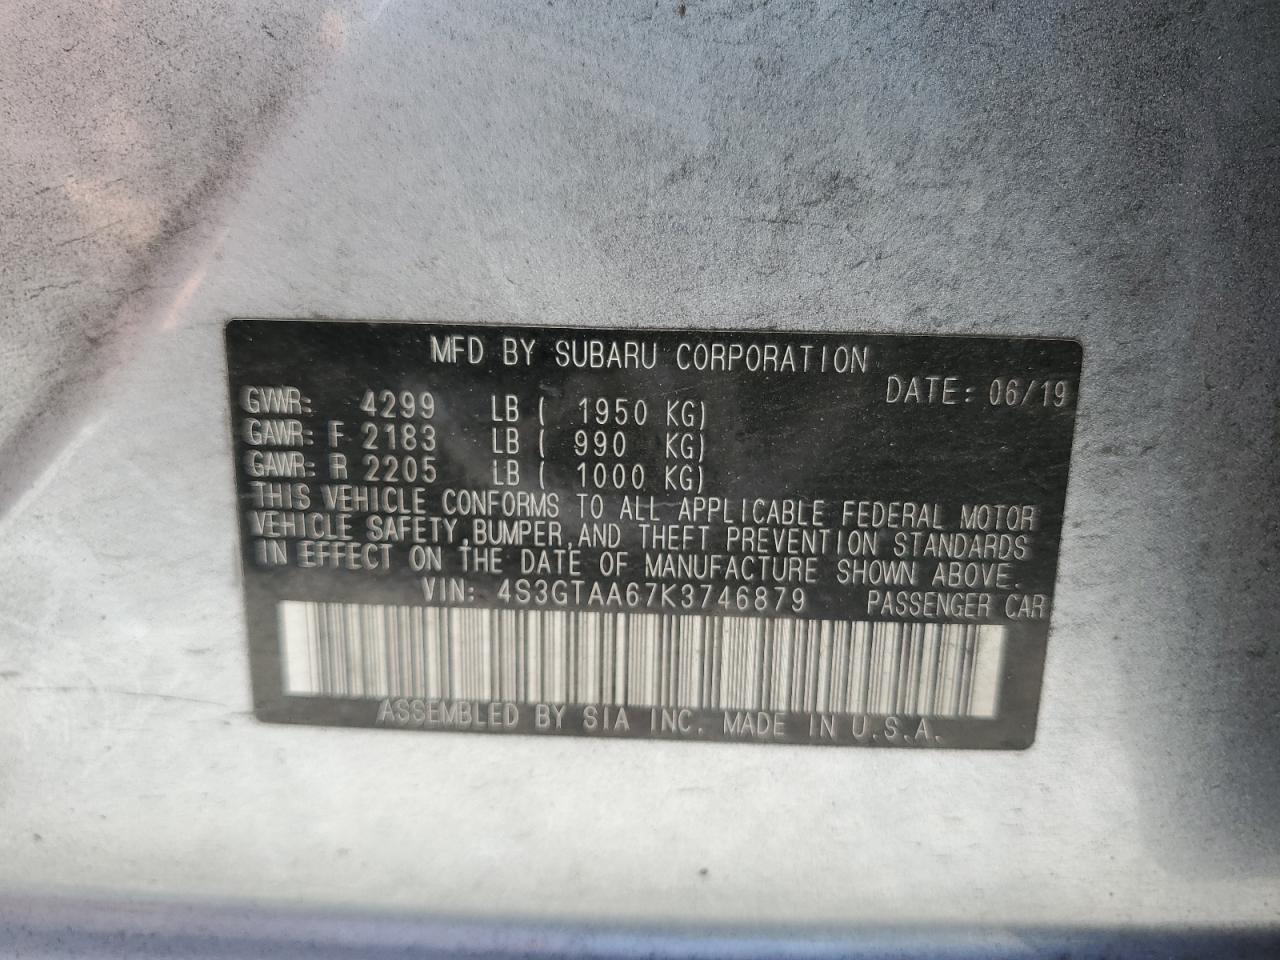 MFD BY SUBARU CORPORATION
DATE: 06/19
GVWR: 4299 LB ( 1950 KG)
GAWR: F 2183 LB ( 990 KG)
GAWR: R 2205 LB ( 1000 KG)
THIS VEHICLE CONFORMS TO ALL APPLICABLE FEDERAL MOTOR
VEHICLE SAFETY,BUMPER,AND THEFT PREVENTION STANDARDS
IN EFFECT ON THE DATE OF MANUFACTURE SHOWN ABOVE.
VIN: 4S3GTAA67K3746879 PASSENGER CAR
ASSEMBLED BY SIA INC. MADE IN U.S.A.